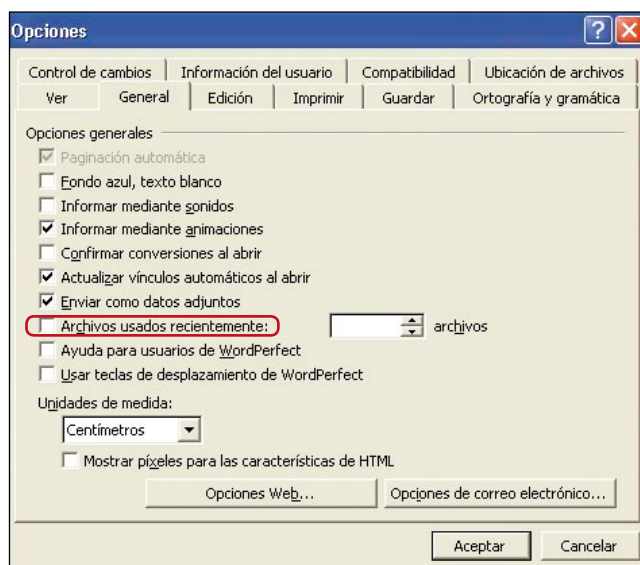 Opciones
Control de cambios Información del usuario Compatibilidad Ubicación de archivos
Ver General Edición Imprimir Guardar Ortografía y gramática
Opciones generales
Paginación automática
Fondo azul, texto blanco
Informar mediante sonidos
Informar mediante animaciones
Confirmar conversiones al abrir
Actualizar vínculos automáticos al abrir
Enviar como datos adjuntos
Archivos usados recientemente: archivos
Ayuda para usuarios de WordPerfect
Usar teclas de desplazamiento de WordPerfect
Unidades de medida:
Centímetros
Mostrar píxeles para las características de HTML
Opciones Web... Opciones de correo electrónico...
Aceptar Cancelar